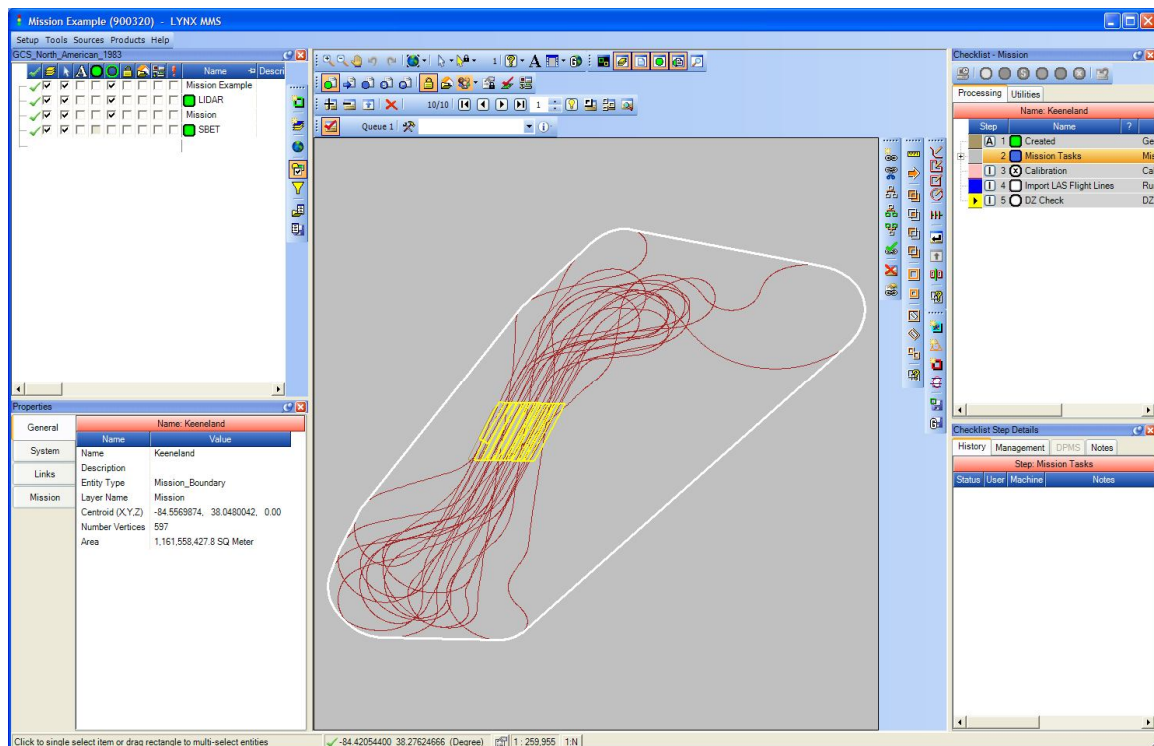 Mission Example (900320) - LYNX MMS
Setup Tools Sources Products Help
GCS_North_American_1983
A Name Descri
Mission Example
LIDAR
Mission
SBET
1 A
10/10 1
Queue 1
Checklist - Mission
Processing Utilities
Name: Keeneland
Step Name ?
A 1 Created Ge
2 Mission Tasks Mis
I 3 Calibration Ca
I 4 Import LAS Flight Lines Ru
I 5 DZ Check DZ
Properties
General
System
Links
Mission
Name: Keeneland
Name Value
Name Keeneland
Description
Entity Type Mission_Boundary
Layer Name Mission
Centroid (X,Y,Z) -84.5569874, 38.0480042, 0.00
Number Vertices 597
Area 1,161,558,427.8 SQ Meter
Checklist Step Details
History Management DPMS Notes
Step: Mission Tasks
Status User Machine Notes
Click to single select item or drag rectangle to multi-select entities
-84.42054400 38.27624666 (Degree) 1 : 259,955 1:N